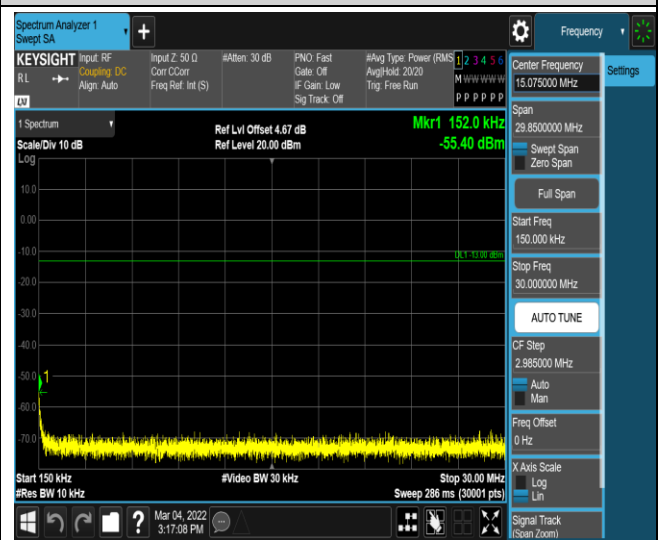 Spectrum Analyzer 1
Swept SA
+
Frequency
KEYSIGHT
RL
Input: RF
Coupling: DC
Align: Auto
Input Z: 50 Ω
Corr CCorr
Freq Ref: Int (S)
#Atten: 30 dB
PNO: Fast
Gate: Off
IF Gain: Low
Sig Track: Off
#Avg Type: Power (RMS
Avg|Hold: 20/20
Trig: Free Run
1 2 3 4 5 6
M W W W W W
P P P P P P
LXI
1 Spectrum
Scale/Div 10 dB
Log
Ref Lvl Offset 4.67 dB
Ref Level 20.00 dBm
Mkr1 152.0 kHz
-55.40 dBm
10.0
0.00
-10.0
DL1 -13.00 dBm
-20.0
-30.0
-40.0
-50.0
1
-60.0
-70.0
Start 150 kHz
#Res BW 10 kHz
#Video BW 30 kHz
Stop 30.00 MHz
Sweep 286 ms (30001 pts)
Mar 04, 2022
3:17:08 PM
?
Center Frequency
15.075000 MHz
Settings
Span
29.8500000 MHz
Swept Span
Zero Span
Full Span
Start Freq
150.000 kHz
Stop Freq
30.000000 MHz
AUTO TUNE
CF Step
2.985000 MHz
Auto
Man
Freq Offset
0 Hz
X Axis Scale
Log
Lin
Signal Track
(Span Zoom)